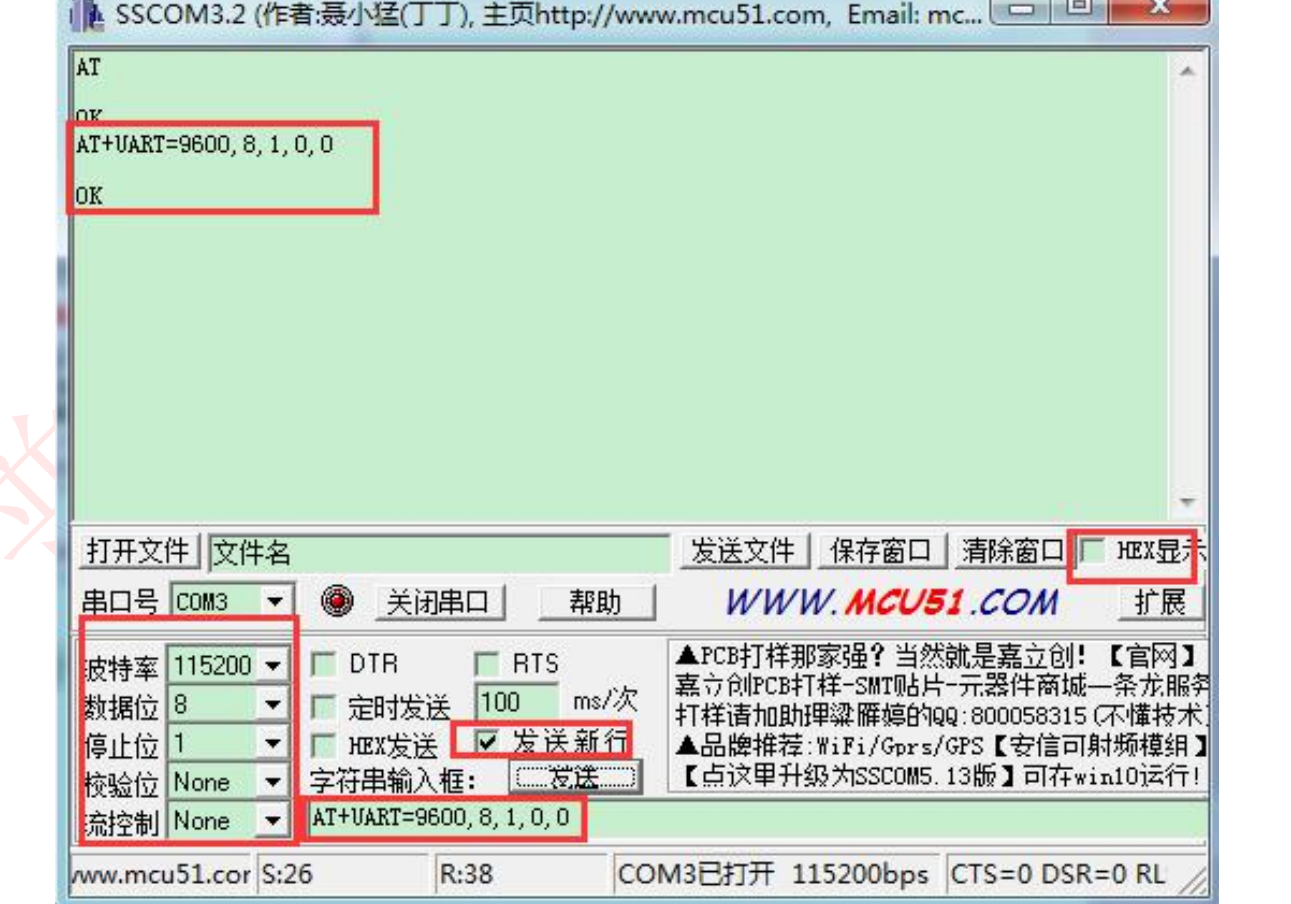 SSCOM3.2 (作者:聂小猛(丁丁), 主页http://www.mcu51.com, Email: mc...
AT
OK
AT+UART=9600,8,1,0,0
OK
打开文件 文件名 发送文件 保存窗口 清除窗口 HEX显示
串口号 COM3 关闭串口 帮助 WWW.MCU51.COM 扩展
波特率 115200 DTR RTS
数据位 8 定时发送 100 ms/次
停止位 1 HEX发送 发送新行
校验位 None 字符串输入框: 发送
流控制 None AT+UART=9600,8,1,0,0
▲PCB打样那家强? 当然就是嘉立创! 【官网】
嘉立创PCB打样-SMT贴片-元器件商城—条龙服务
打样请加助理梁雁婷的QQ:800058315(不懂技术)
▲品牌推荐:WiFi/Gprs/GPS【安信可射频模组】
【点这里升级为SSCOM5.13版】可在win10运行!
www.mcu51.cor S:26 R:38 COM3已打开 115200bps CTS=0 DSR=0 RL